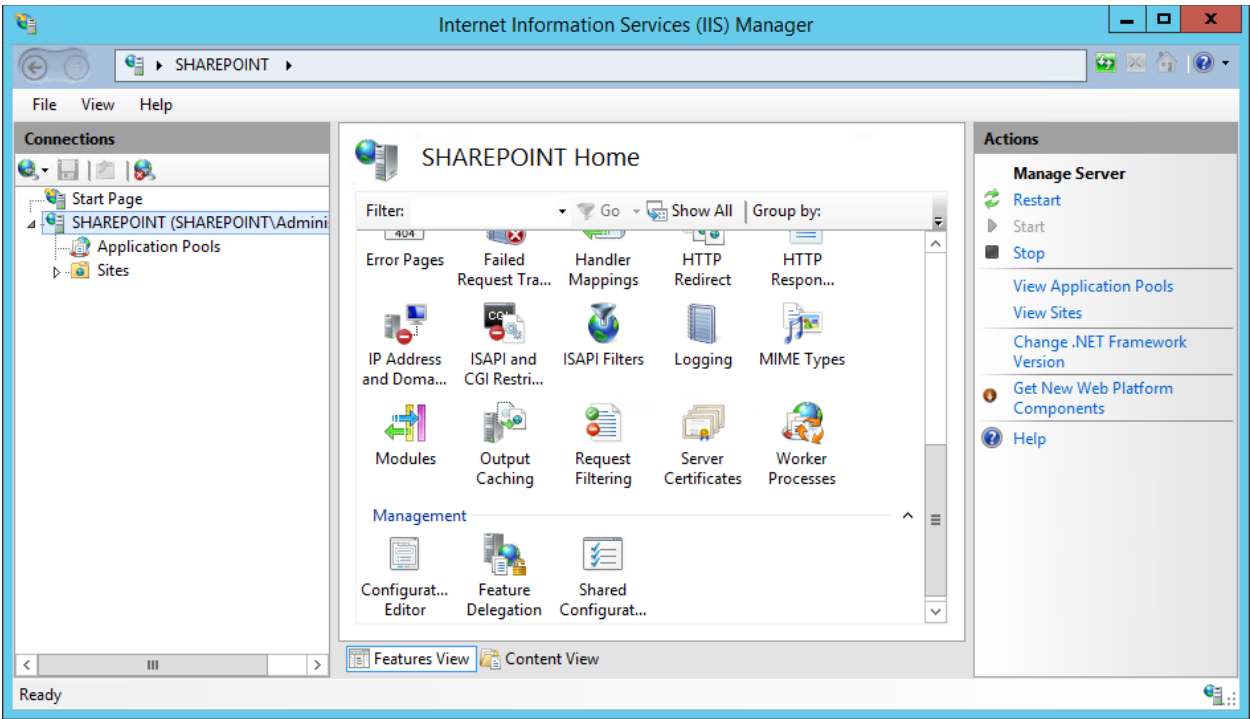 Internet Information Services (IIS) Manager
SHAREPOINT
File View Help
Connections
Start Page
SHAREPOINT (SHAREPOINT\Admini
Application Pools
Sites
SHAREPOINT Home
Filter: Go Show All Group by:
404
Error Pages Failed Handler HTTP HTTP
Request Tra... Mappings Redirect Respon...
CGI
IP Address ISAPI and ISAPI Filters Logging MIME Types
and Doma... CGI Restri...
Modules Output Request Server Worker
Caching Filtering Certificates Processes
Management
Configurat... Feature Shared
Editor Delegation Configurat...
Features View Content View
Actions
Manage Server
Restart
Start
Stop
View Application Pools
View Sites
Change .NET Framework
Version
Get New Web Platform
Components
Help
Ready